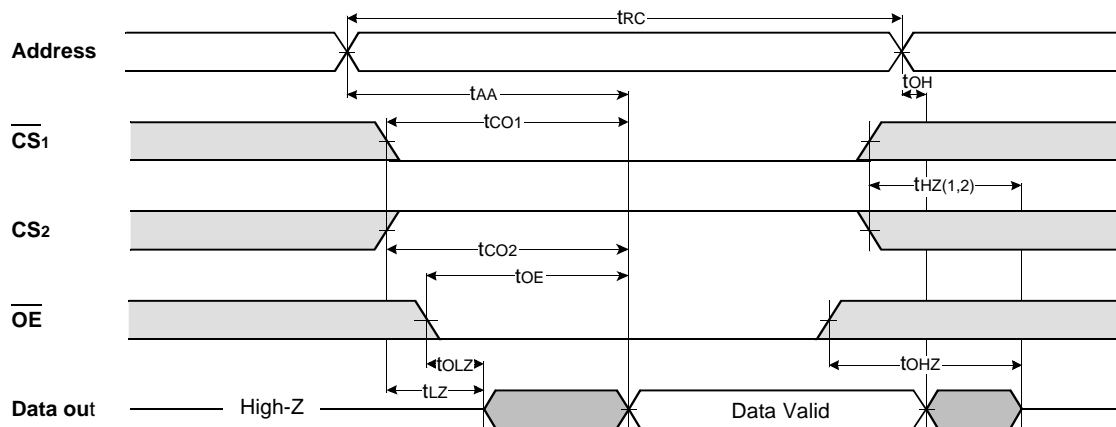 tRC
Address
tOH
tAA
tCO1
CS1
tHZ(1,2)
CS2
tCO2
tOE
OE
tOLZ
tOHZ
tLZ
Data out High-Z Data Valid